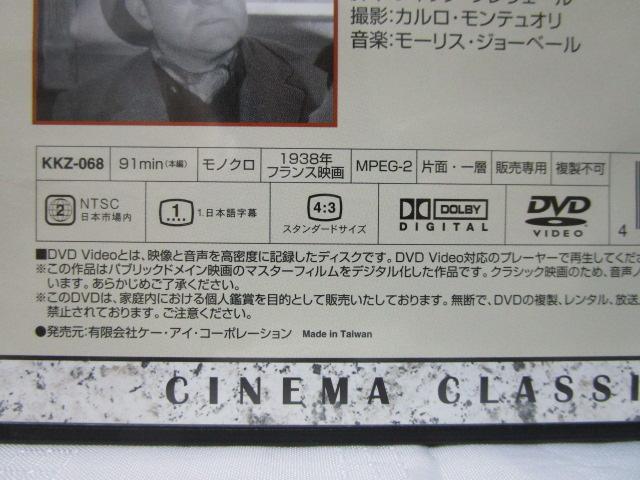 撮影:カルロ・モンテュオリ
音楽:モーリス・ジョーベール
KKZ-068 91min(本編) モノクロ 1938年 フランス映画 MPEG-2 片面・一層 販売専用 複製不可
2 NTSC 日本市場内 1 1.日本語字幕 4:3 スタンダードサイズ DOLBY DIGITAL DVD VIDEO 4
■DVD Videoとは、映像と音声を高密度に記録したディスクです。DVD Video対応のプレーヤーで再生してくださ
※この作品はパブリックドメイン映画のマスターフィルムをデジタル化した作品です。クラシック映画のため、音声ノ
います。あらかじめご了承ください。
※このDVDは、家庭内における個人鑑賞を目的として販売いたしております。無断で、DVDの複製、レンタル、放送、
禁止されております。ご注意ください。
●発売元:有限会社ケー・アイ・コーポレーション Made in Taiwan
CINEMA CLASSI